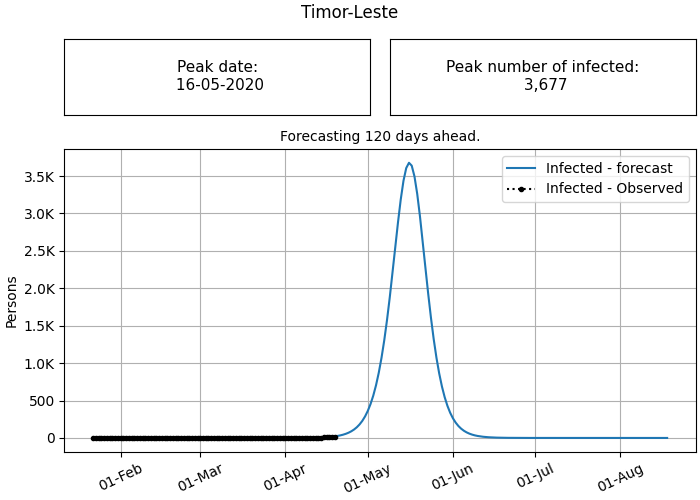 Timor-Leste
Peak date:
16-05-2020
Peak number of infected:
3,677
Forecasting 120 days ahead.
Infected - forecast
Infected - Observed
3.5K
3.0K
2.5K
2.0K
1.5K
1.0K
500
0
Persons
01-Feb
01-Mar
01-Apr
01-May
01-Jun
01-Jul
01-Aug